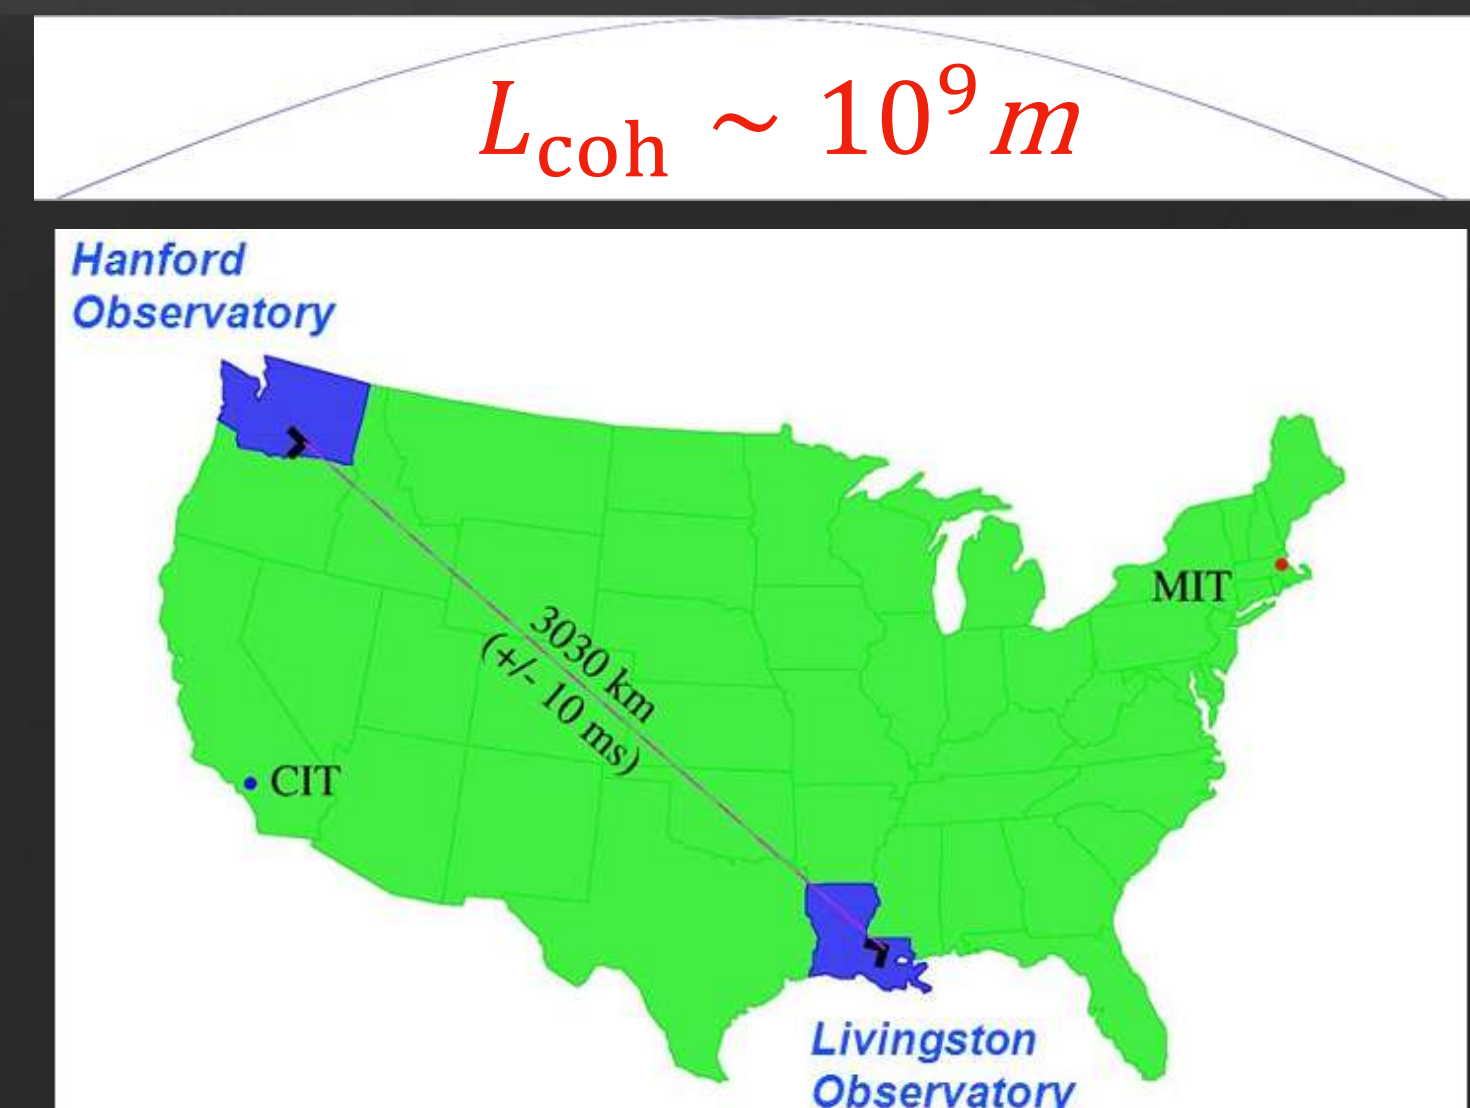 L_coh ~ 10^9 m
Hanford
Observatory
3030 km
(+/- 10 ms)
MIT
CIT
Livingston
Observatory